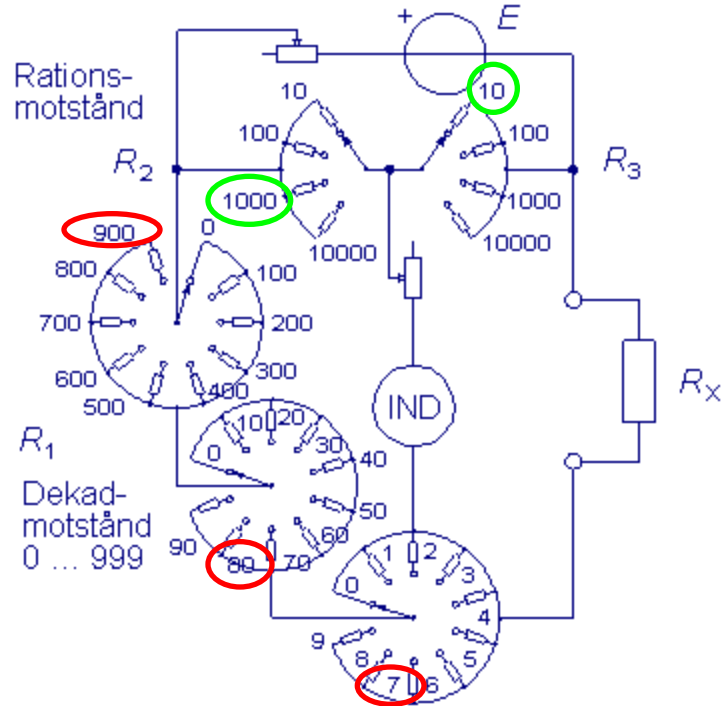 + E
Rations-
motstånd
10 10
100 100
R2 R3
1000 1000
10000 10000
900 0
800 100
700 200
600 300
500 400
RX
IND
R1
10 20
0 30
40
Dekad-
motstånd
0 ... 999
50
90 60
80 70
1 2
0 3
4
9 5
8 7 6